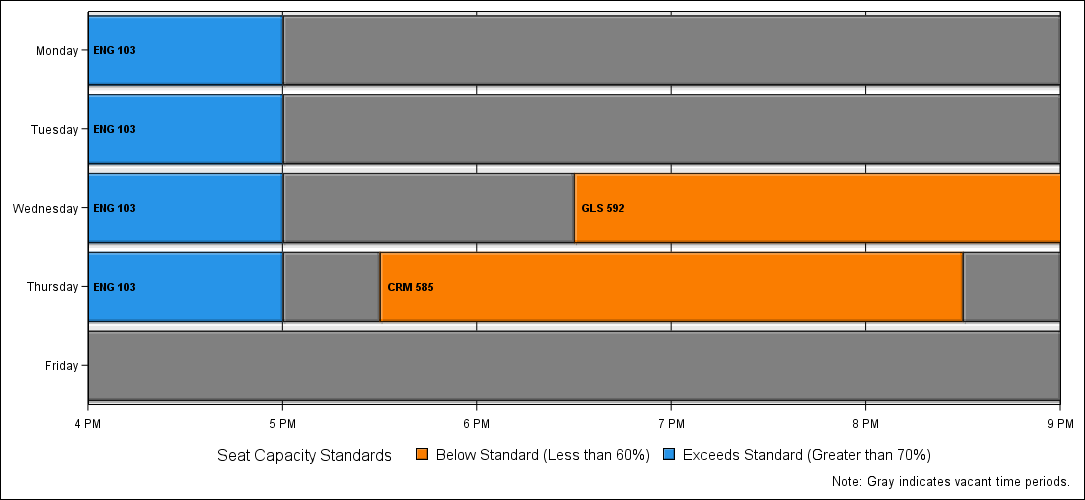 Monday
ENG 103
Tuesday
ENG 103
Wednesday
ENG 103
GLS 592
Thursday
ENG 103
CRM 585
Friday
4 PM 5 PM 6 PM 7 PM 8 PM 9 PM
Seat Capacity Standards Below Standard (Less than 60%) Exceeds Standard (Greater than 70%)
Note: Gray indicates vacant time periods.